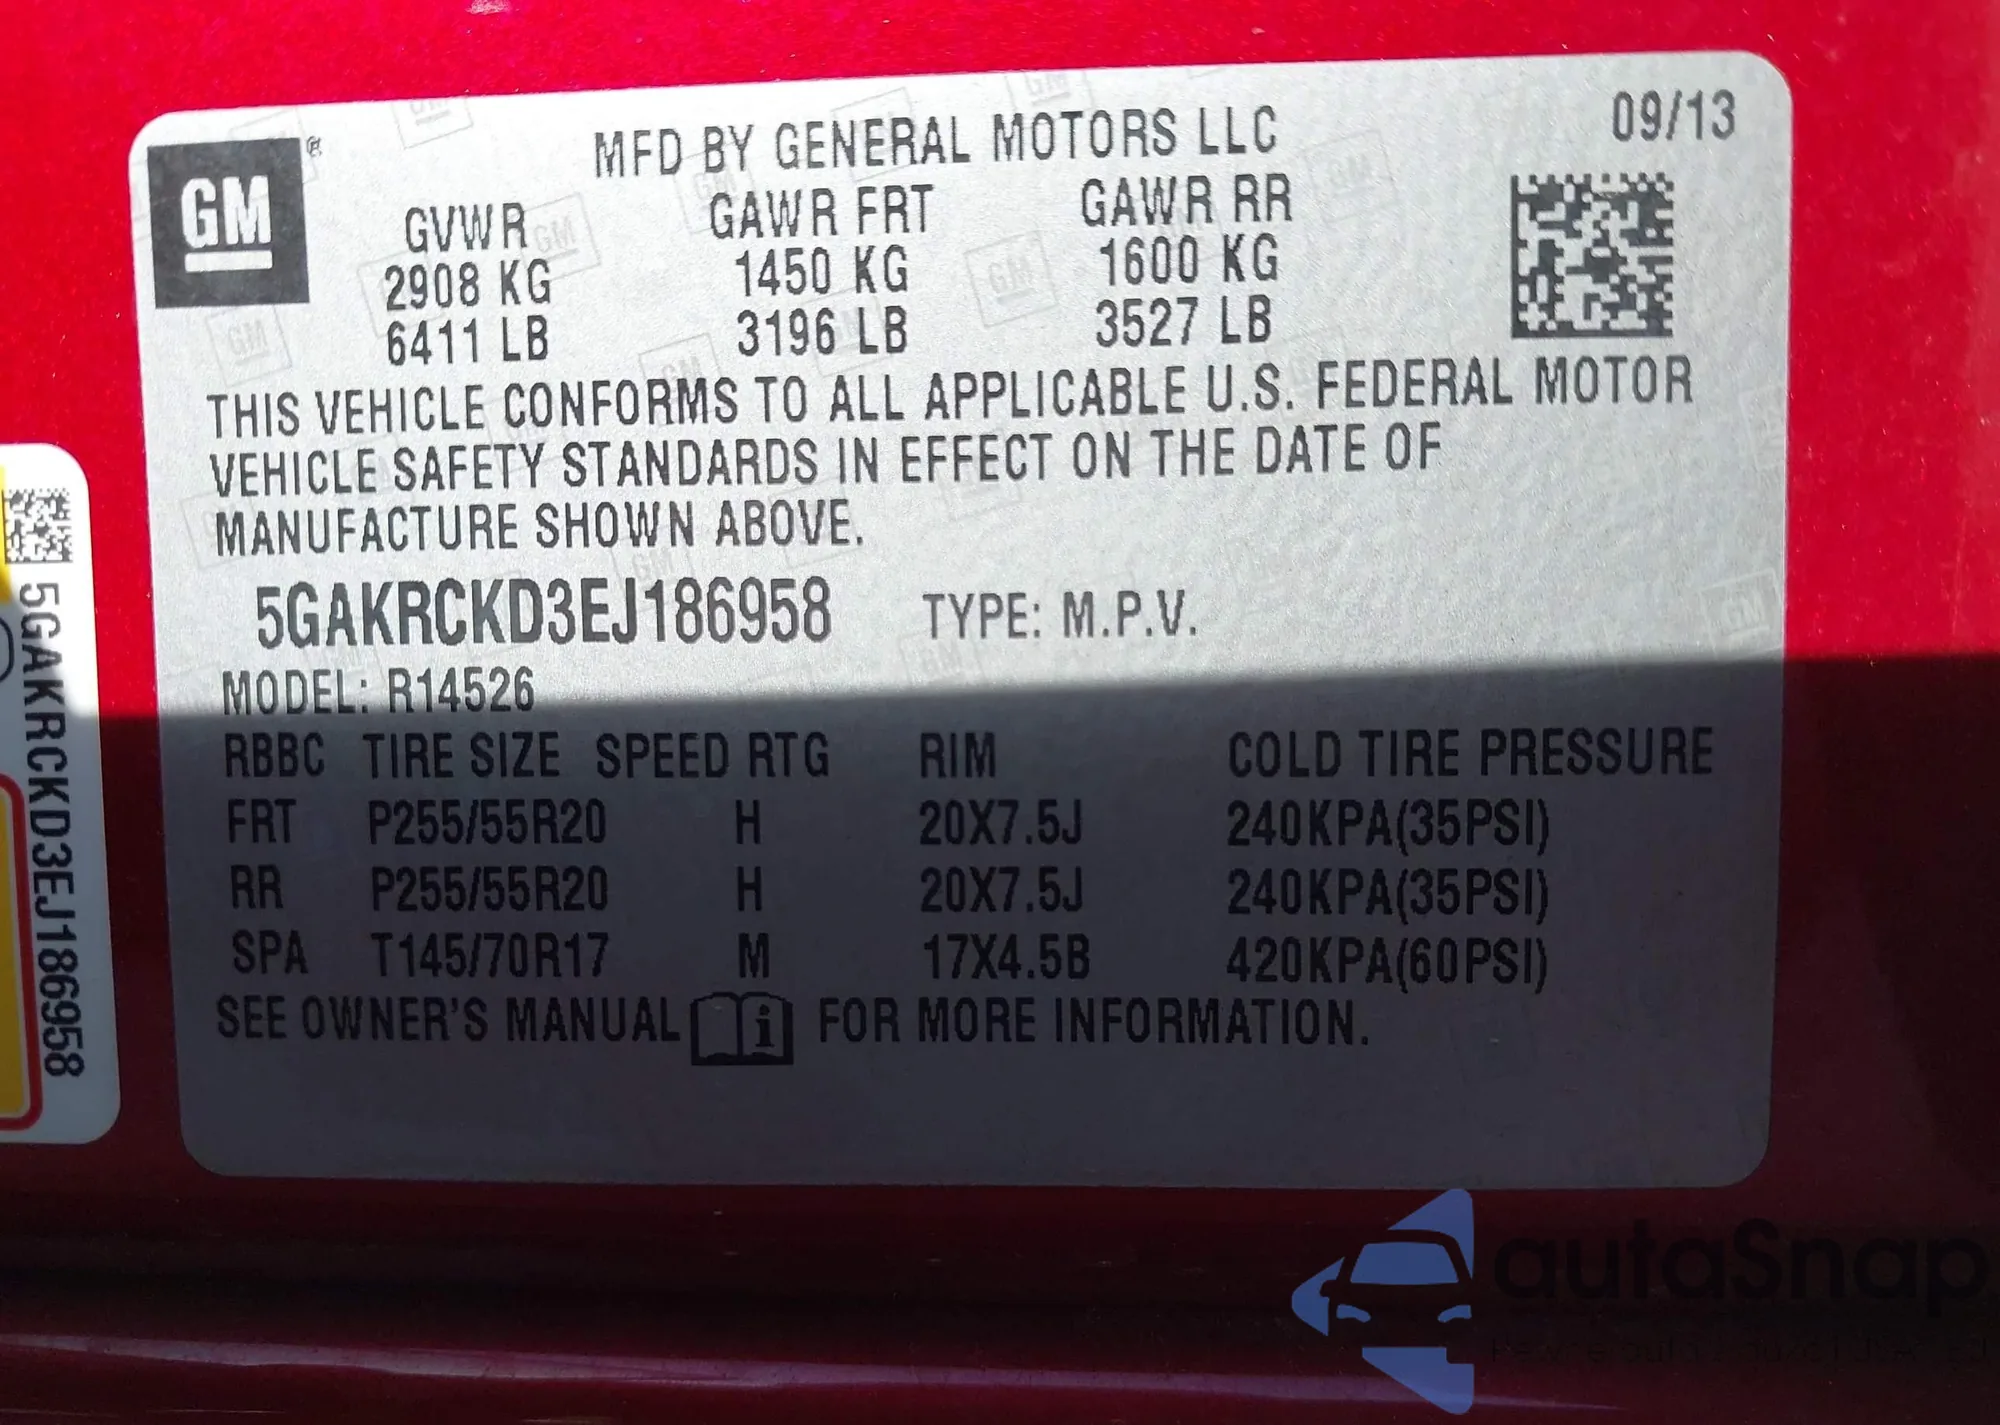 09/13
GM ®
MFD BY GENERAL MOTORS LLC
GVWR GAWR FRT GAWR RR
2908 KG 1450 KG 1600 KG
6411 LB 3196 LB 3527 LB
THIS VEHICLE CONFORMS TO ALL APPLICABLE U.S. FEDERAL MOTOR
VEHICLE SAFETY STANDARDS IN EFFECT ON THE DATE OF
MANUFACTURE SHOWN ABOVE.
5GAKRCKD3EJ186958 TYPE: M.P.V.
MODEL: R14526
RBBC TIRE SIZE SPEED RTG RIM COLD TIRE PRESSURE
FRT P255/55R20 H 20X7.5J 240KPA(35PSI)
RR P255/55R20 H 20X7.5J 240KPA(35PSI)
SPA T145/70R17 M 17X4.5B 420KPA(60PSI)
SEE OWNER'S MANUAL i FOR MORE INFORMATION.
5GAKRCKD3EJ186958
autaSnap